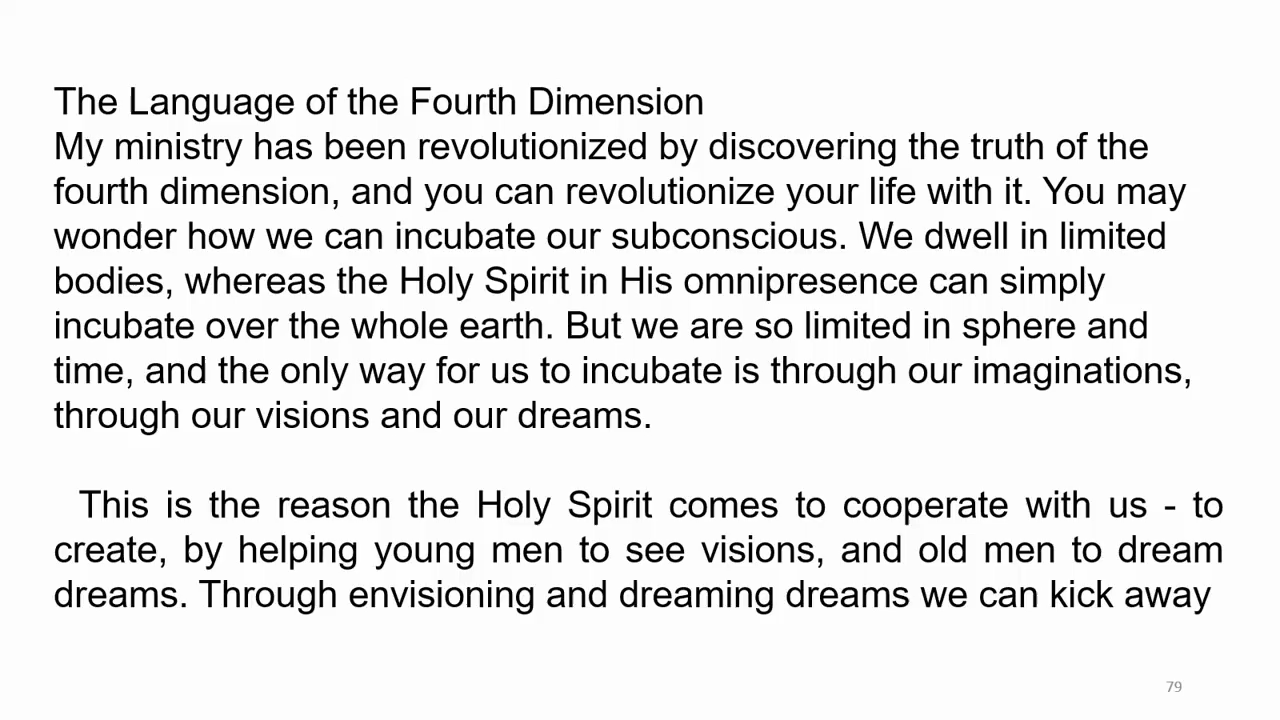 The Language of the Fourth Dimension
My ministry has been revolutionized by discovering the truth of the
fourth dimension, and you can revolutionize your life with it. You may
wonder how we can incubate our subconscious. We dwell in limited
bodies, whereas the Holy Spirit in His omnipresence can simply
incubate over the whole earth. But we are so limited in sphere and
time, and the only way for us to incubate is through our imaginations,
through our visions and our dreams.
This is the reason the Holy Spirit comes to cooperate with us - to
create, by helping young men to see visions, and old men to dream
dreams. Through envisioning and dreaming dreams we can kick away
79